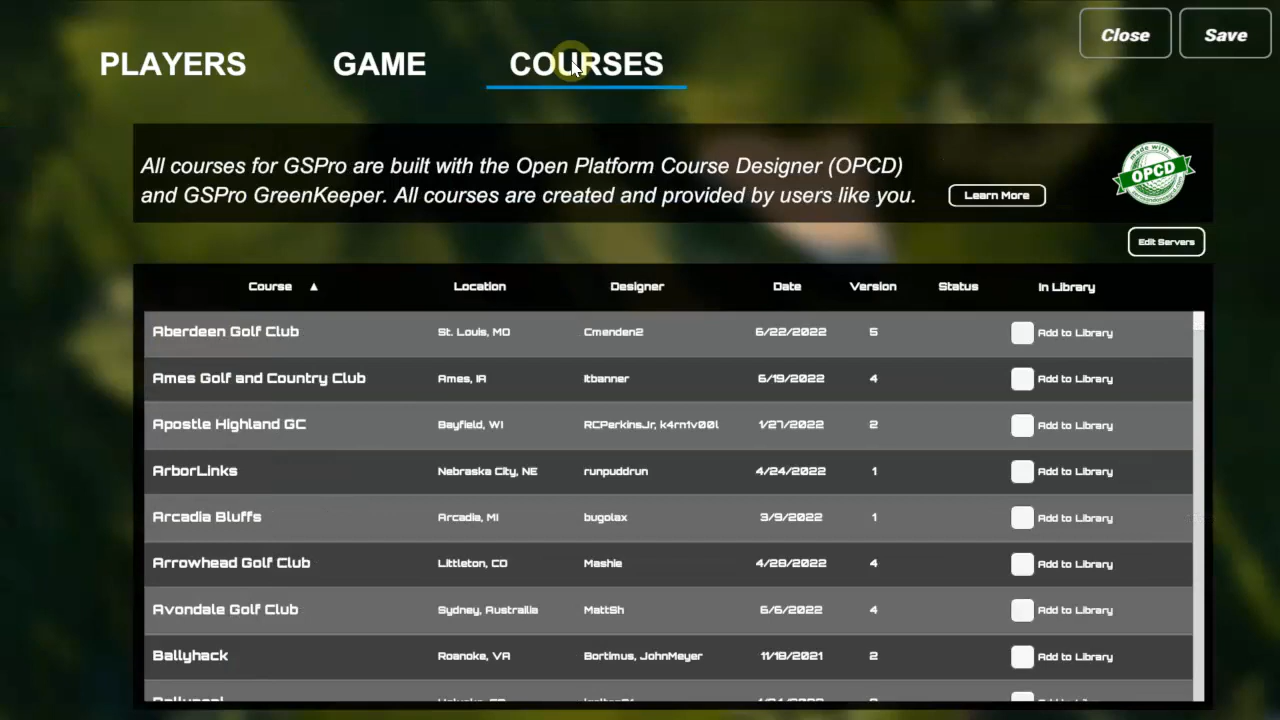 PLAYERS GAME COURSES Close Save
All courses for GSPro are built with the Open Platform Course Designer (OPCD)
and GSPro GreenKeeper. All courses are created and provided by users like you. Learn More
made with
OPCD
Edit Servers
Course ▲ Location Designer Date Version Status In Library
Aberdeen Golf Club St. Louis, MO Cmenden2 6/22/2022 5 Add to Library
Ames Golf and Country Club Ames, IA ltbanner 6/19/2022 4 Add to Library
Apostle Highland GC Bayfield, WI RCPerkinsJr, k4rn1v00l 1/27/2022 2 Add to Library
ArborLinks Nebraska City, NE runpuddrun 4/24/2022 1 Add to Library
Arcadia Bluffs Arcadia, MI bugolax 3/9/2022 1 Add to Library
Arrowhead Golf Club Littleton, CO Mashie 4/28/2022 4 Add to Library
Avondale Golf Club Sydney, Austrailia MattSh 6/6/2022 4 Add to Library
Ballyhack Roanoke, VA Bortimus, JohnMeyer 11/18/2021 2 Add to Library